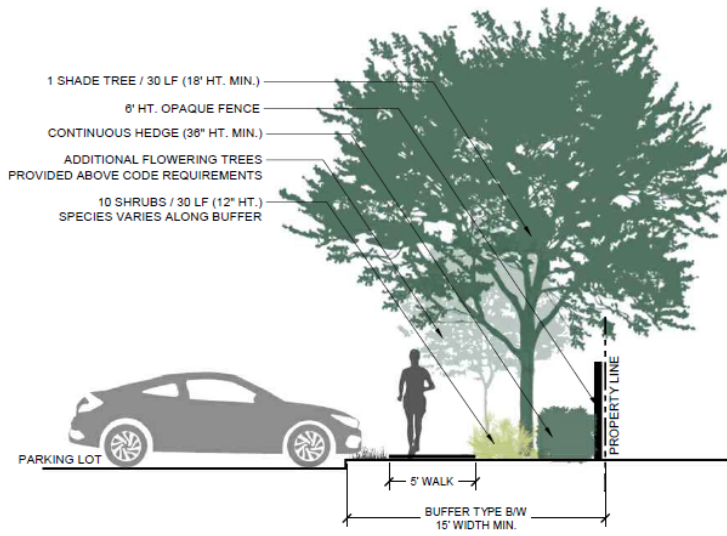 1 SHADE TREE / 30 LF (18' HT. MIN.)
6' HT. OPAQUE FENCE
CONTINUOUS HEDGE (36" HT. MIN.)
ADDITIONAL FLOWERING TREES
PROVIDED ABOVE CODE REQUIREMENTS
10 SHRUBS / 30 LF (12" HT.)
SPECIES VARIES ALONG BUFFER
PROPERTY LINE
PARKING LOT
5' WALK
BUFFER TYPE B/W
15' WIDTH MIN.